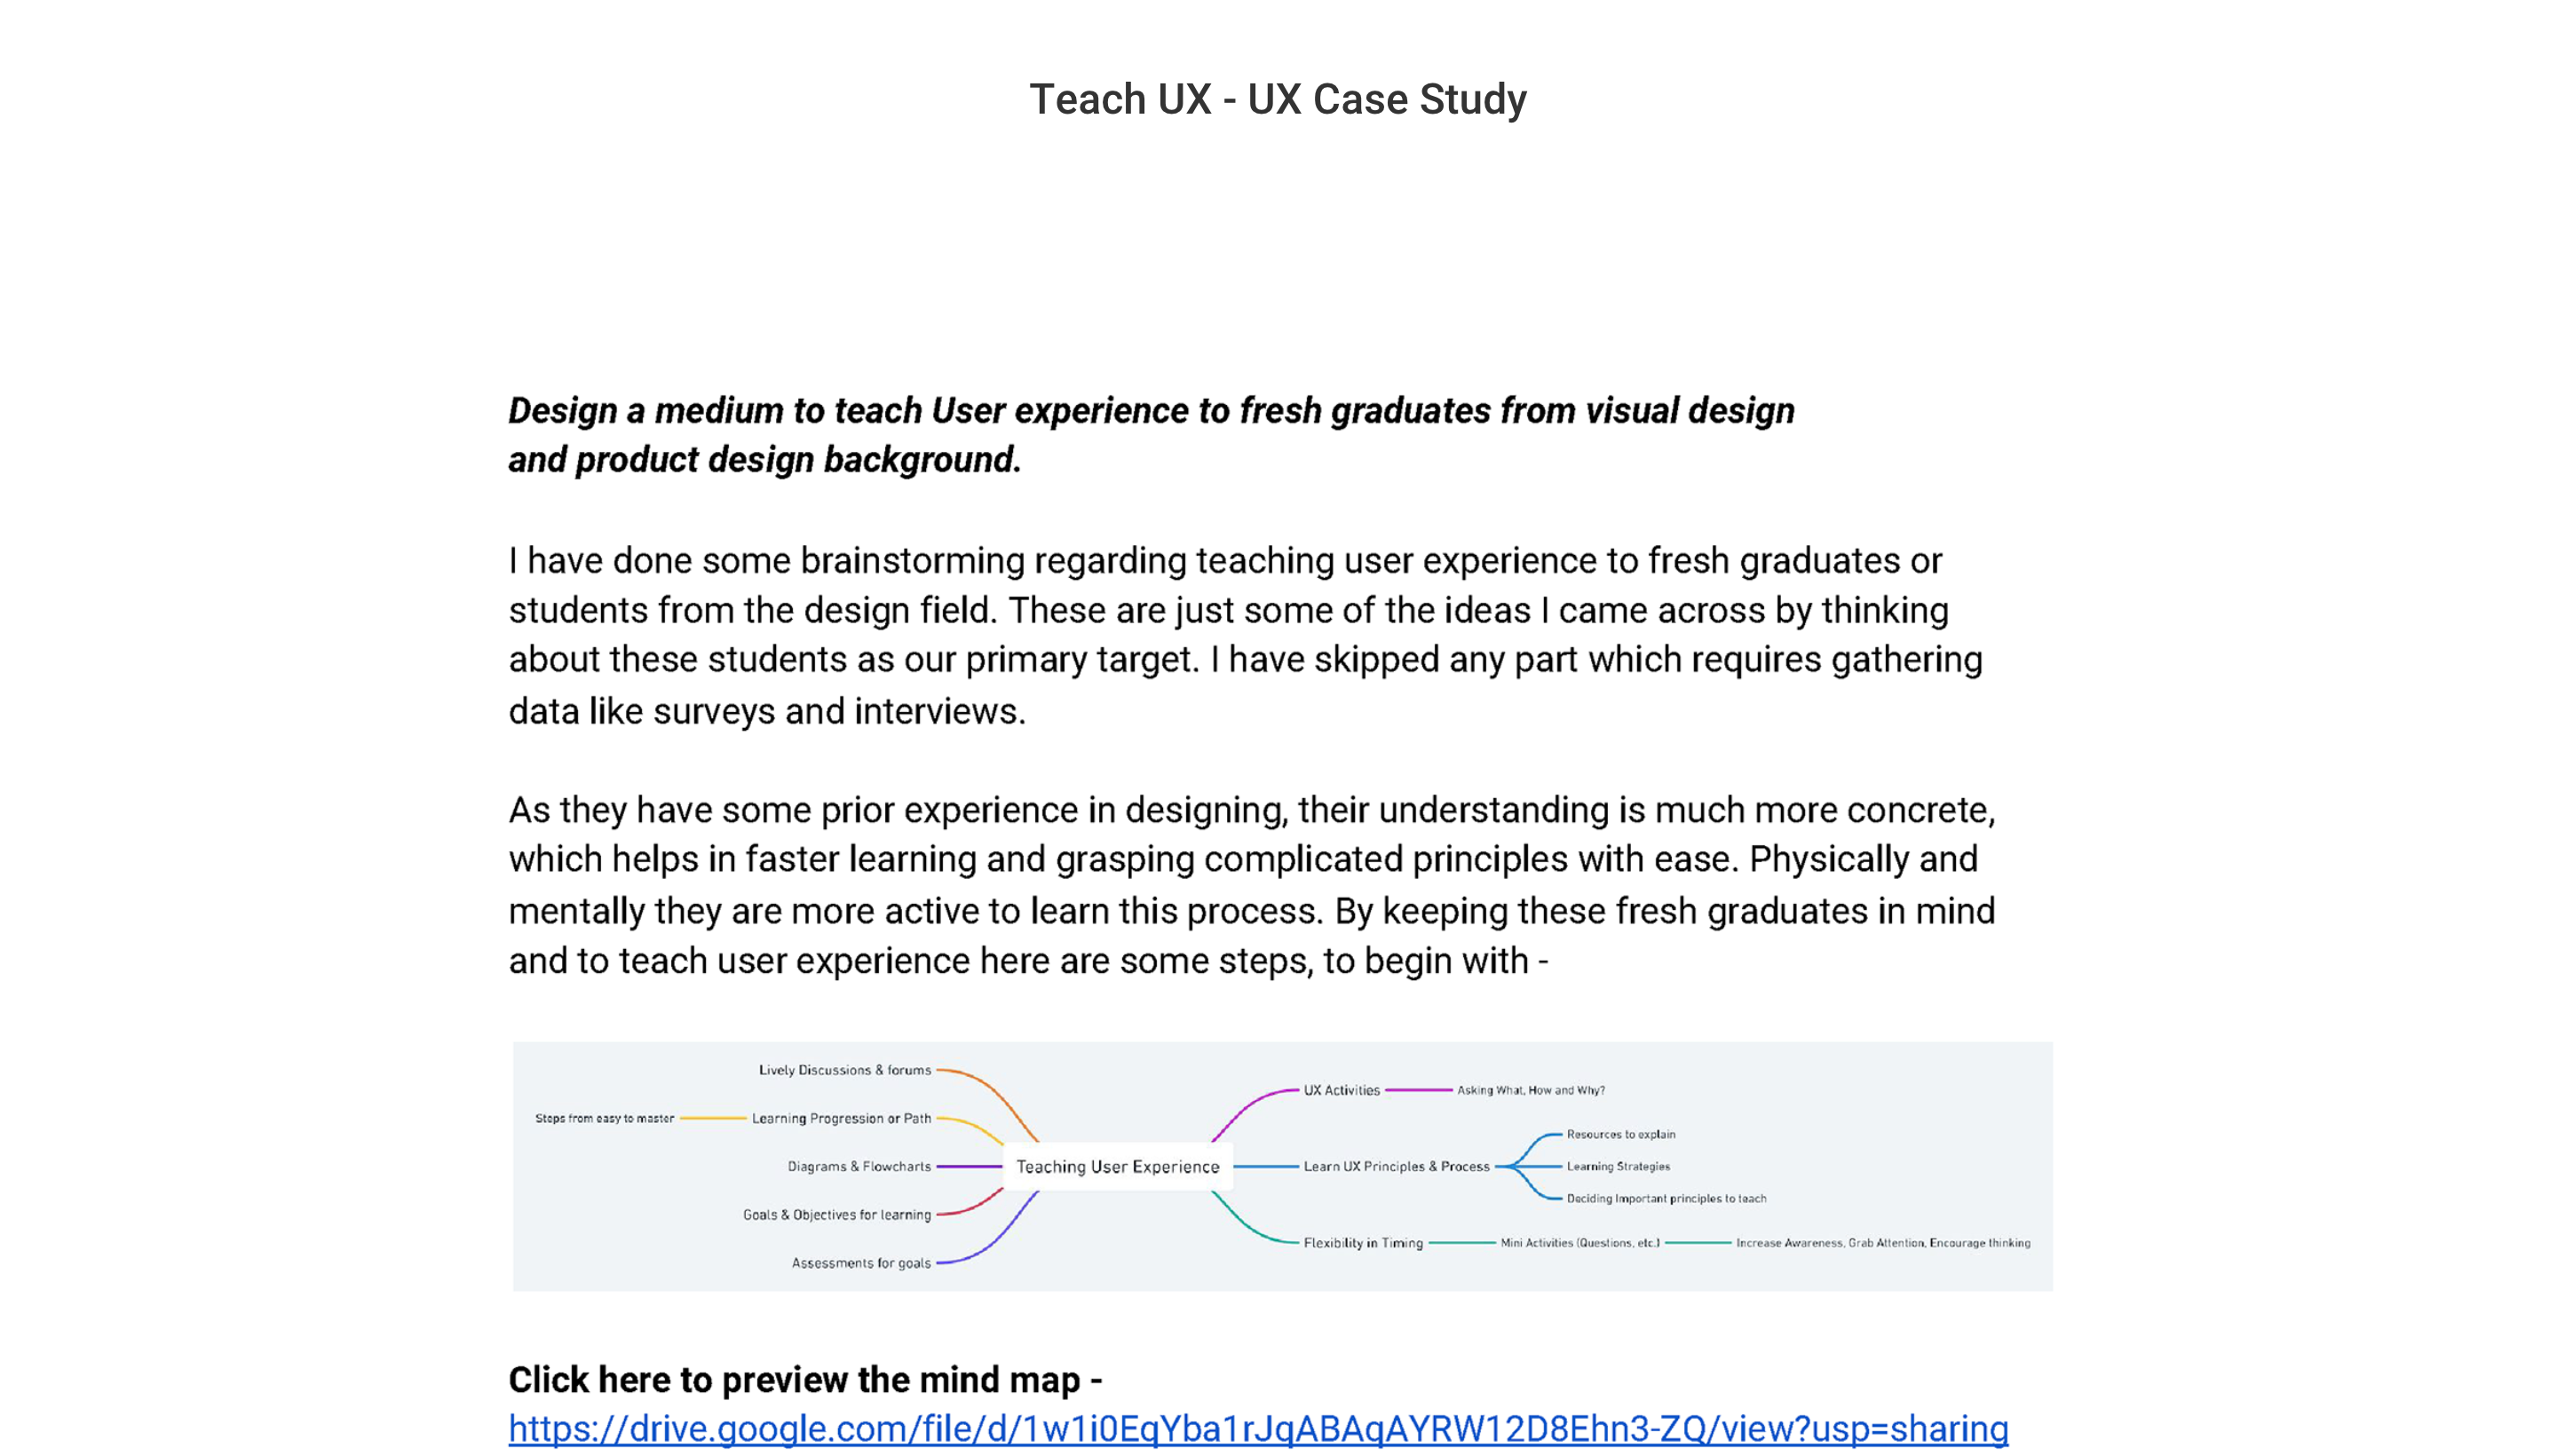 Teach UX - UX Case Study
Design a medium to teach User experience to fresh graduates from visual design
and product design background.
I have done some brainstorming regarding teaching user experience to fresh graduates or
students from the design field. These are just some of the ideas I came across by thinking
about these students as our primary target. I have skipped any part which requires gathering
data like surveys and interviews.
As they have some prior experience in designing, their understanding is much more concrete,
which helps in faster learning and grasping complicated principles with ease. Physically and
mentally they are more active to learn this process. By keeping these fresh graduates in mind
and to teach user experience here are some steps, to begin with -
Lively Discussions & forums
Steps from easy to master
Learning Progression or Path
Diagrams & Flowcharts
Goals & Objectives for learning
Assessments for goals
Teaching User Experience
UX Activities
Asking What, How and Why?
Learn UX Principles & Process
Resources to explain
Learning Strategies
Deciding Important principles to teach
Flexibility in Timing
Mini Activities (Questions, etc.)
Increase Awareness, Grab Attention, Encourage thinking
Click here to preview the mind map -
https://drive.google.com/file/d/1w1i0EqYba1rJqABAqAYRW12D8Ehn3-ZQ/view?usp=sharing